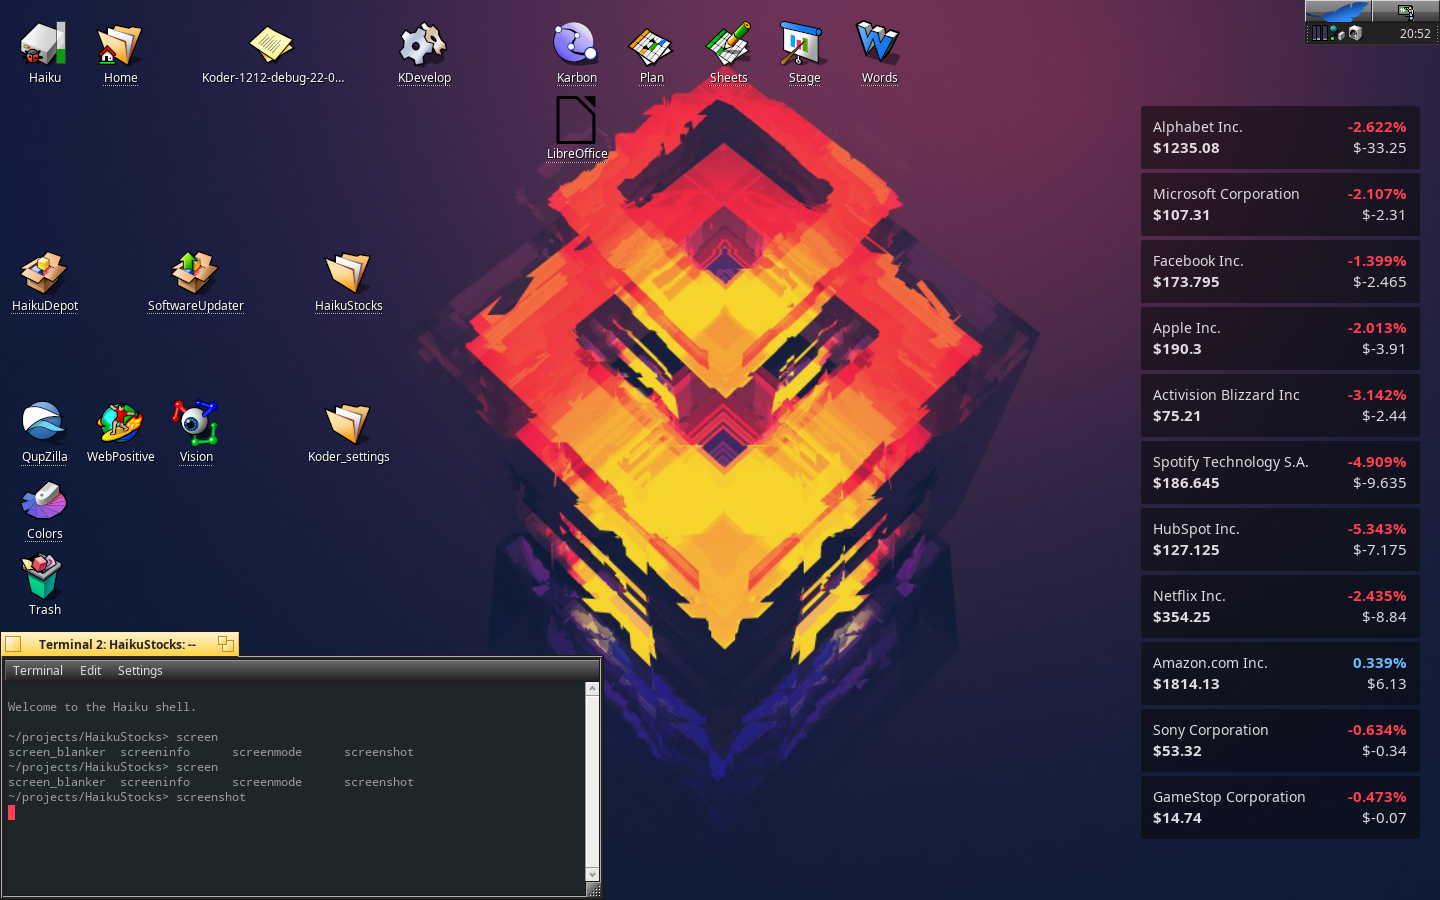 Haiku
Home
Koder-1212-debug-22-0...
KDevelop
Karbon
Plan
Sheets
Stage
Words
20:52
LibreOffice
HaikuDepot
SoftwareUpdater
HaikuStocks
QupZilla
WebPositive
Vision
Koder_settings
Colors
Trash
Alphabet Inc. -2.622%
$1235.08 $-33.25
Microsoft Corporation -2.107%
$107.31 $-2.31
Facebook Inc. -1.399%
$173.795 $-2.465
Apple Inc. -2.013%
$190.3 $-3.91
Activision Blizzard Inc -3.142%
$75.21 $-2.44
Spotify Technology S.A. -4.909%
$186.645 $-9.635
HubSpot Inc. -5.343%
$127.125 $-7.175
Netflix Inc. -2.435%
$354.25 $-8.84
Amazon.com Inc. 0.339%
$1814.13 $6.13
Sony Corporation -0.634%
$53.32 $-0.34
GameStop Corporation -0.473%
$14.74 $-0.07
Terminal 2: HaikuStocks: --
Terminal Edit Settings
Welcome to the Haiku shell.
~/projects/HaikuStocks> screen
screen_blanker screeninfo screenmode screenshot
~/projects/HaikuStocks> screen
screen_blanker screeninfo screenmode screenshot
~/projects/HaikuStocks> screenshot